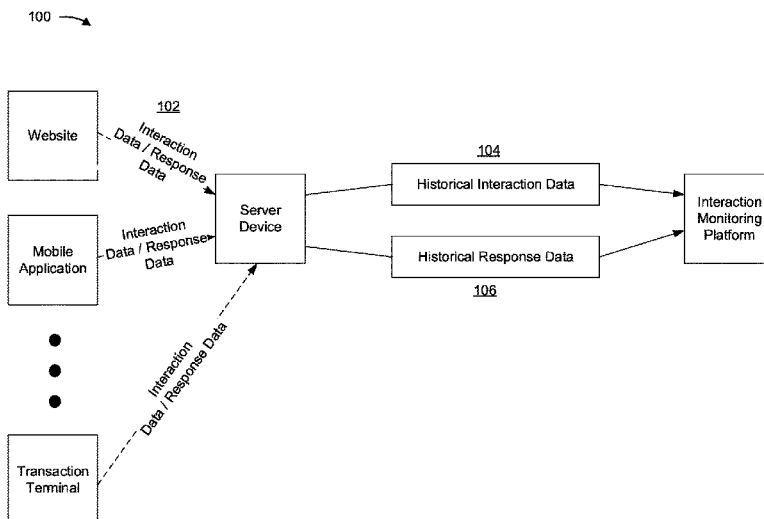 100
102
Website
Interaction
Data / Response
Data
104
Historical Interaction Data
Server
Device
Interaction
Monitoring
Platform
Mobile
Application
Interaction
Data / Response
Data
Historical Response Data
106
Interaction
Data / Response Data
Transaction
Terminal